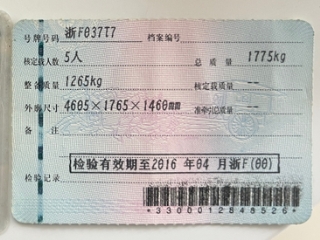 号牌号码 浙F037T7 档案编号
核定载人数 5人 总质量 1775kg
整备质量 1265kg 核定载质量 --
外廓尺寸 4605×1765×1460mm 准牵引总质量 --
备注
检验有效期至2016 年04 月浙F(00)
检验记录
*3300012848526*